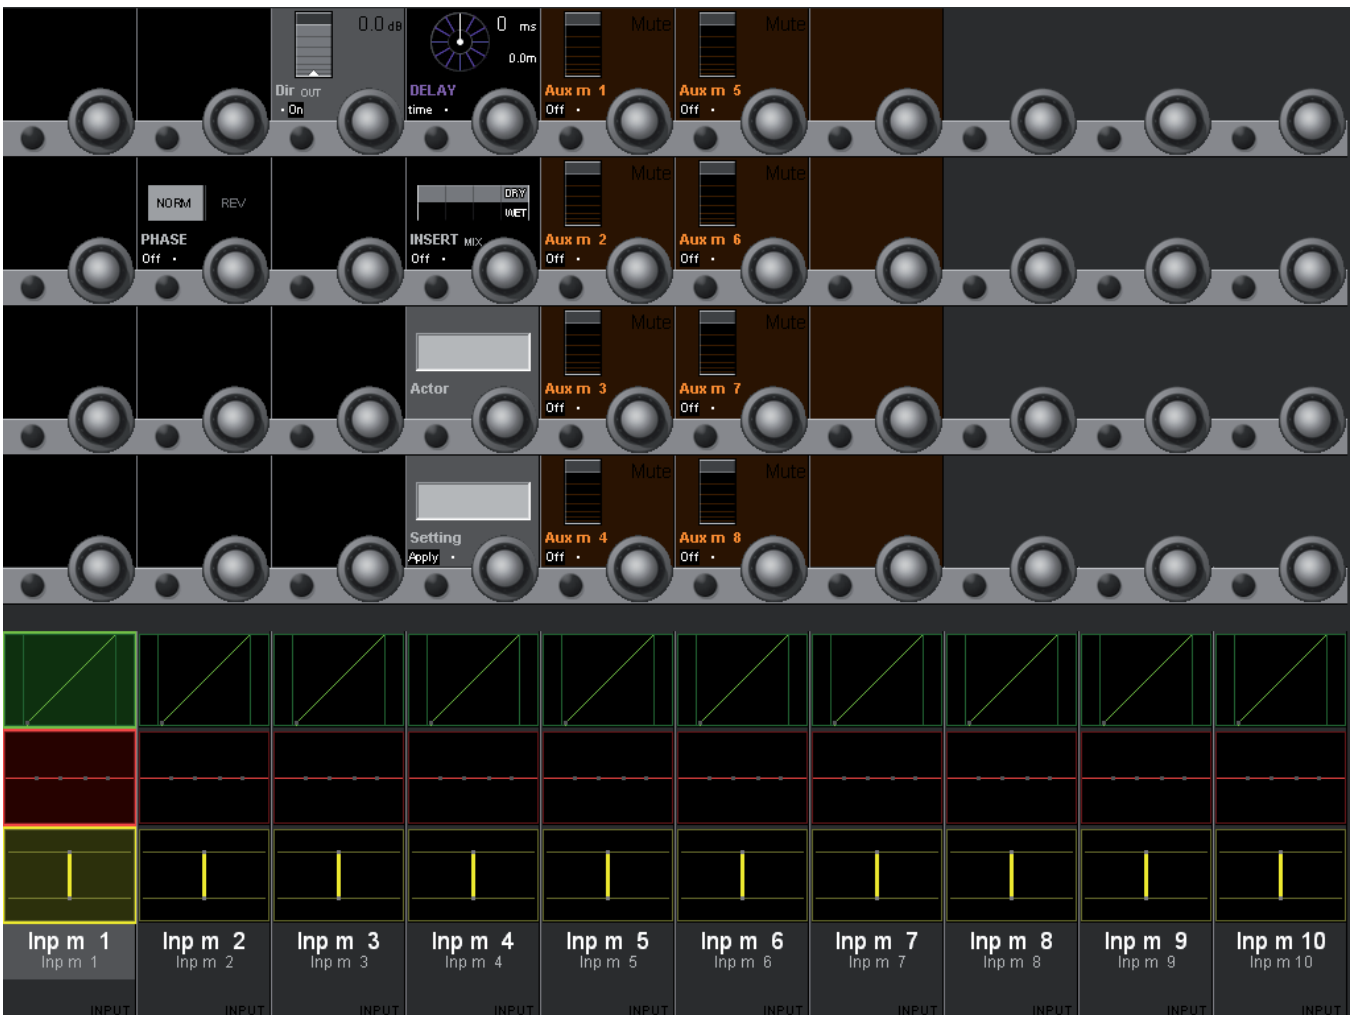 0.0 dB
0 ms
Mute
Mute
0.0m
Dir OUT
DELAY
Aux m 1
Aux m 5
On
time
Off
Off
Mute
Mute
NORM
REV
DRY
WET
PHASE
INSERT MIX
Aux m 2
Aux m 6
Off
Off
Off
Off
Mute
Mute
Actor
Aux m 3
Aux m 7
Off
Off
Mute
Mute
Setting
Aux m 4
Aux m 8
Apply
Off
Off
Inp m 1
Inp m 2
Inp m 3
Inp m 4
Inp m 5
Inp m 6
Inp m 7
Inp m 8
Inp m 9
Inp m 10
Inp m 1
Inp m 2
Inp m 3
Inp m 4
Inp m 5
Inp m 6
Inp m 7
Inp m 8
Inp m 9
Inp m 10
INPUT
INPUT
INPUT
INPUT
INPUT
INPUT
INPUT
INPUT
INPUT
INPUT